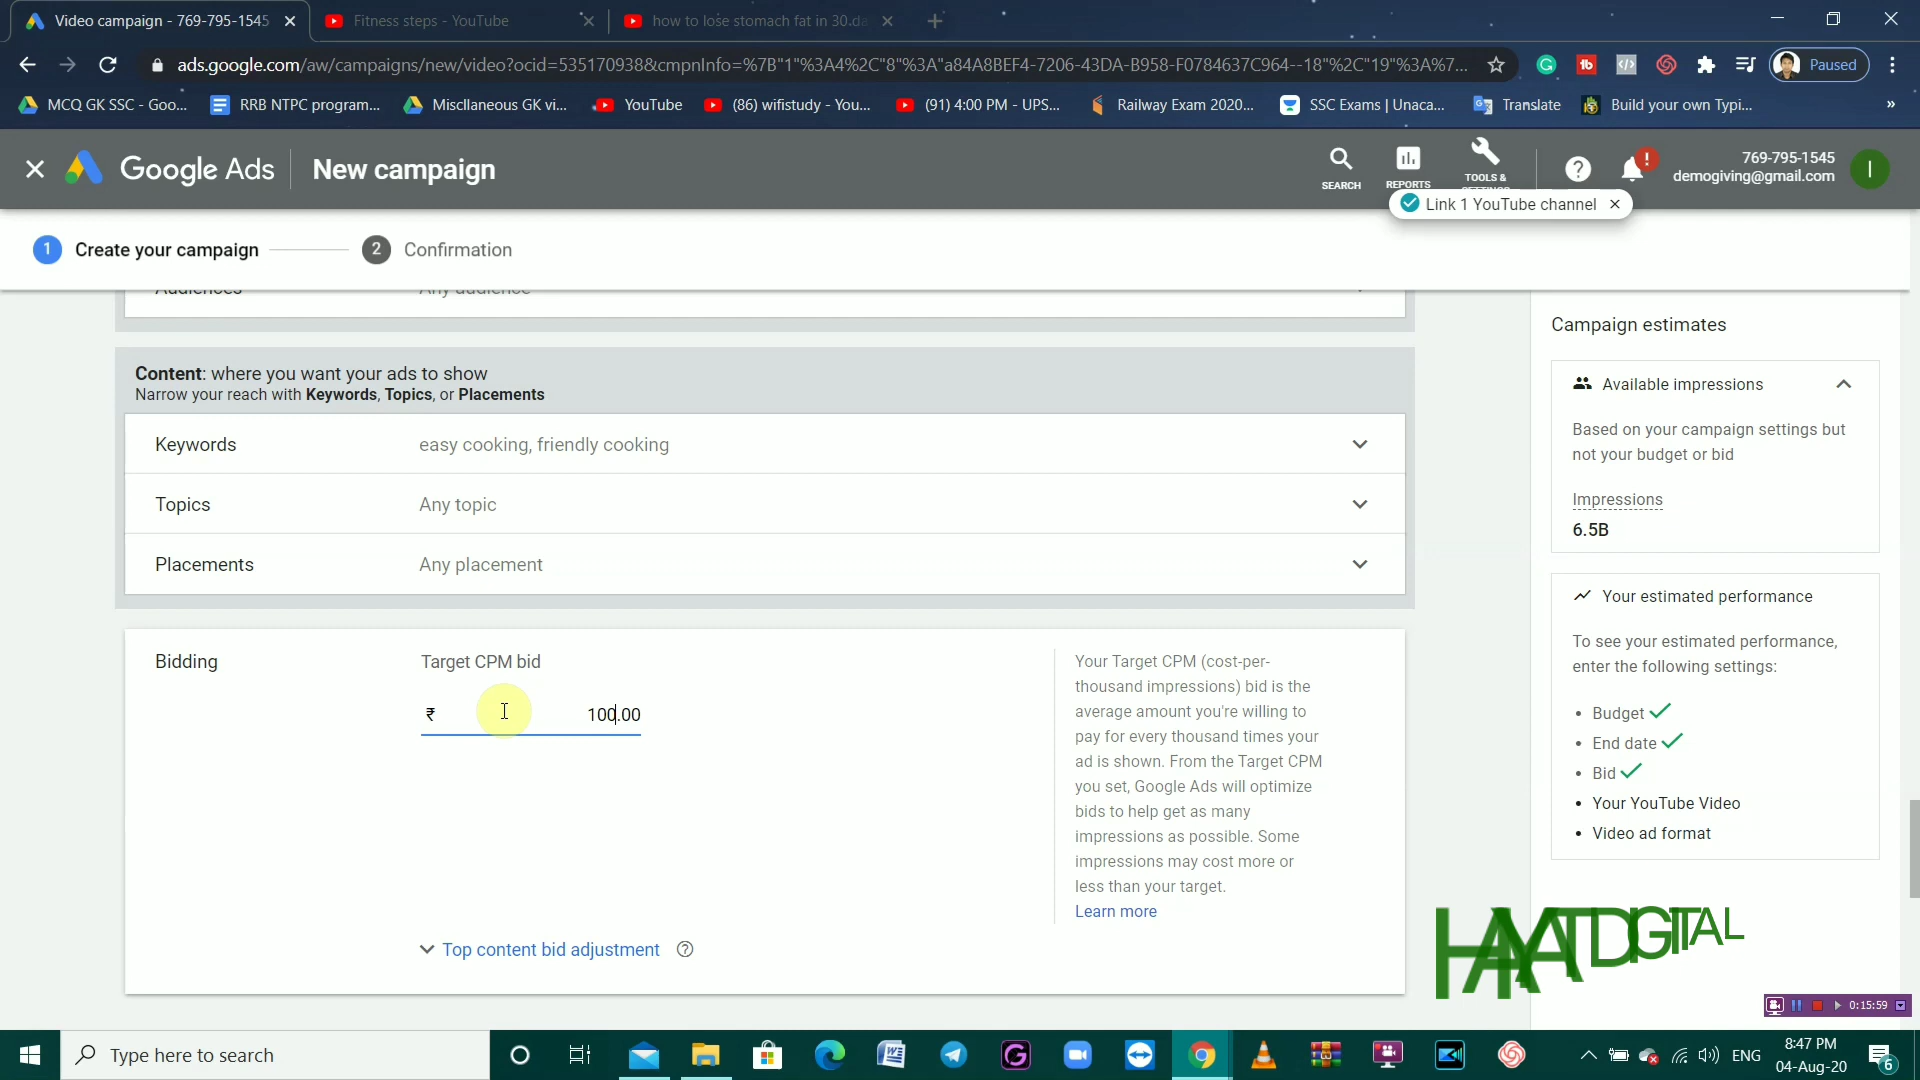 Video campaign - 769-795-1545
Fitness steps - YouTube
how to lose stomach fat in 30.da
ads.google.com/aw/campaigns/new/video?ocid=535170938&cmpnInfo=%7B"1"%3A4%2C"8"%3A"a84A8BEF4-7206-43DA-B958-F0784637C964--18"%2C"19"%3A%7...
Paused
MCQ GK SSC - Goo...
RRB NTPC program...
Miscllaneous GK vi...
YouTube
(86) wifistudy - You...
(91) 4:00 PM - UPS...
Railway Exam 2020...
SSC Exams | Unaca...
Translate
Build your own Typi...
»
Google Ads
New campaign
SEARCH
REPORTS
TOOLS &
SETTINGS
769-795-1545
demogiving@gmail.com
I
Link 1 YouTube channel
1 Create your campaign
2 Confirmation
Audiences
Any audience
Content: where you want your ads to show
Narrow your reach with Keywords, Topics, or Placements
Keywords
easy cooking, friendly cooking
Topics
Any topic
Placements
Any placement
Bidding
Target CPM bid
₹ 100.00
Your Target CPM (cost-per-
thousand impressions) bid is the
average amount you're willing to
pay for every thousand times your
ad is shown. From the Target CPM
you set, Google Ads will optimize
bids to help get as many
impressions as possible. Some
impressions may cost more or
less than your target.
Learn more
Top content bid adjustment
Campaign estimates
Available impressions
Based on your campaign settings but
not your budget or bid
Impressions
6.5B
Your estimated performance
To see your estimated performance,
enter the following settings:
• Budget
• End date
• Bid
• Your YouTube Video
• Video ad format
HAYATDIGITAL
0:15:59
Type here to search
ENG
8:47 PM
04-Aug-20
6